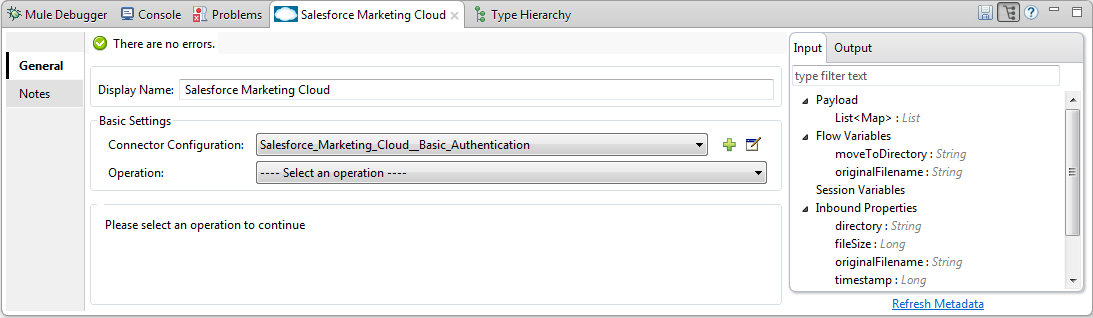 Mule Debugger Console Problems Salesforce Marketing Cloud Type Hierarchy
There are no errors.
General
Notes
Display Name: Salesforce Marketing Cloud
Basic Settings
Connector Configuration: Salesforce_Marketing_Cloud__Basic_Authentication
Operation: ---- Select an operation ----
Please select an operation to continue
Input Output
type filter text
Payload
List<Map> : List
Flow Variables
moveToDirectory : String
originalFilename : String
Session Variables
Inbound Properties
directory : String
fileSize : Long
originalFilename : String
timestamp : Long
Refresh Metadata